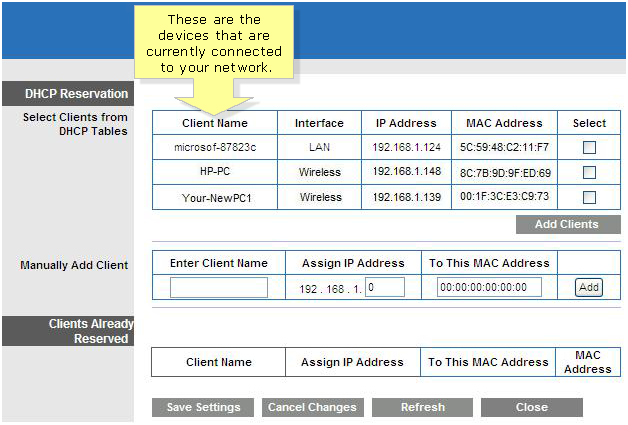 These are the
devices that are
currently connected
to your network.
DHCP Reservation
Select Clients from
DHCP Tables
Client Name Interface IP Address MAC Address Select
microsof-87823c LAN 192.168.1.124 5C:59:48:C2:11:F7
HP-PC Wireless 192.168.1.148 8C:7B:9D:9F:ED:69
Your-NewPC1 Wireless 192.168.1.139 00:1F:3C:E3:C9:73
Add Clients
Manually Add Client
Enter Client Name Assign IP Address To This MAC Address
192 . 168 . 1. 0 00:00:00:00:00:00 Add
Clients Already
Reserved
Client Name Assign IP Address To This MAC Address MAC
Address
Save Settings Cancel Changes Refresh Close